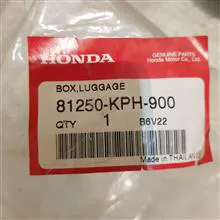 HONDA
GENUINE PARTS
Honda Motor Co., Ltd.
BOX,LUGGAGE
81250-KPH-900
QTY 1 B6V22
Made in THAILAND